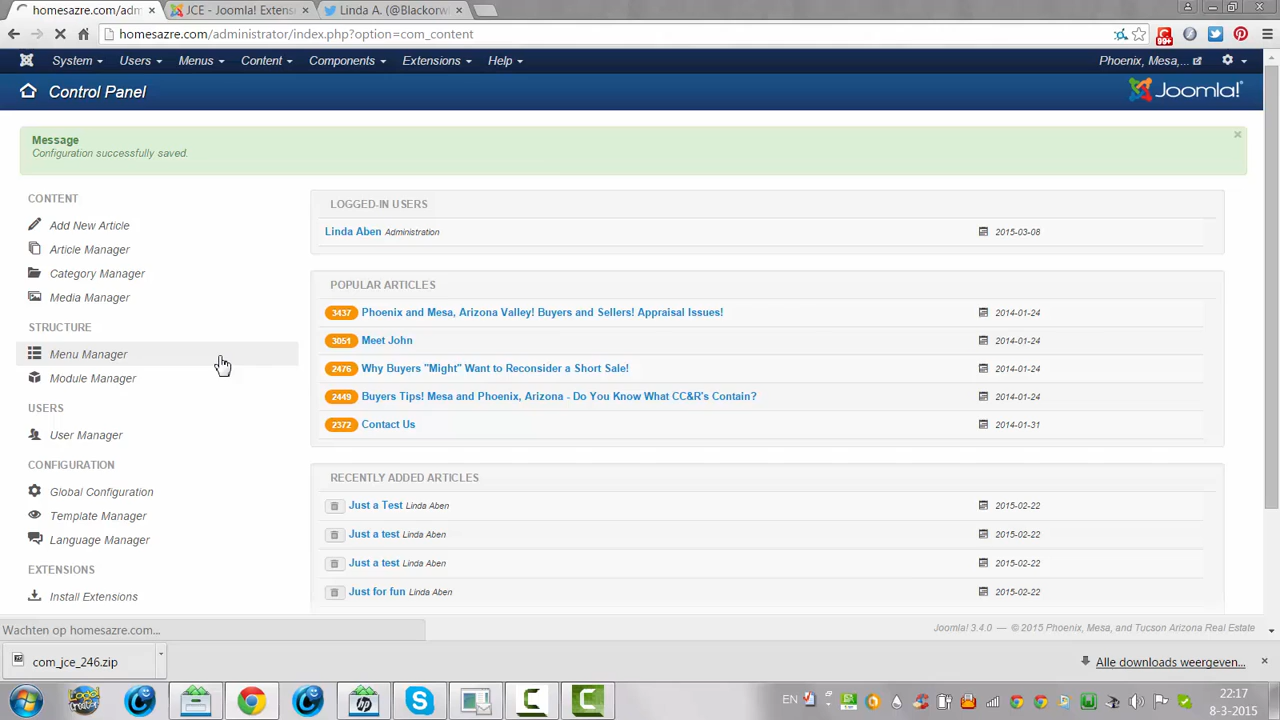 homesazre.com/adm
JCE - Joomla! Extens
Linda A. (@Blackorw
homesazre.com/administrator/index.php?option=com_content
99+
System Users Menus Content Components Extensions Help
Phoenix, Mesa,...
Control Panel
Joomla!
Message
Configuration successfully saved.
CONTENT
Add New Article
Article Manager
Category Manager
Media Manager
STRUCTURE
Menu Manager
Module Manager
USERS
User Manager
CONFIGURATION
Global Configuration
Template Manager
Language Manager
EXTENSIONS
Install Extensions
LOGGED-IN USERS
Linda Aben Administration 2015-03-08
POPULAR ARTICLES
3437 Phoenix and Mesa, Arizona Valley! Buyers and Sellers! Appraisal Issues! 2014-01-24
3051 Meet John 2014-01-24
2476 Why Buyers "Might" Want to Reconsider a Short Sale! 2014-01-24
2449 Buyers Tips! Mesa and Phoenix, Arizona - Do You Know What CC&R's Contain? 2014-01-24
2372 Contact Us 2014-01-31
RECENTLY ADDED ARTICLES
Just a Test Linda Aben 2015-02-22
Just a test Linda Aben 2015-02-22
Just a test Linda Aben 2015-02-22
Just for fun Linda Aben 2015-02-22
Wachten op homesazre.com...
Joomla! 3.4.0 — © 2015 Phoenix, Mesa, and Tucson Arizona Real Estate
com_jce_246.zip
Alle downloads weergeven...
EN
22:17
8-3-2015